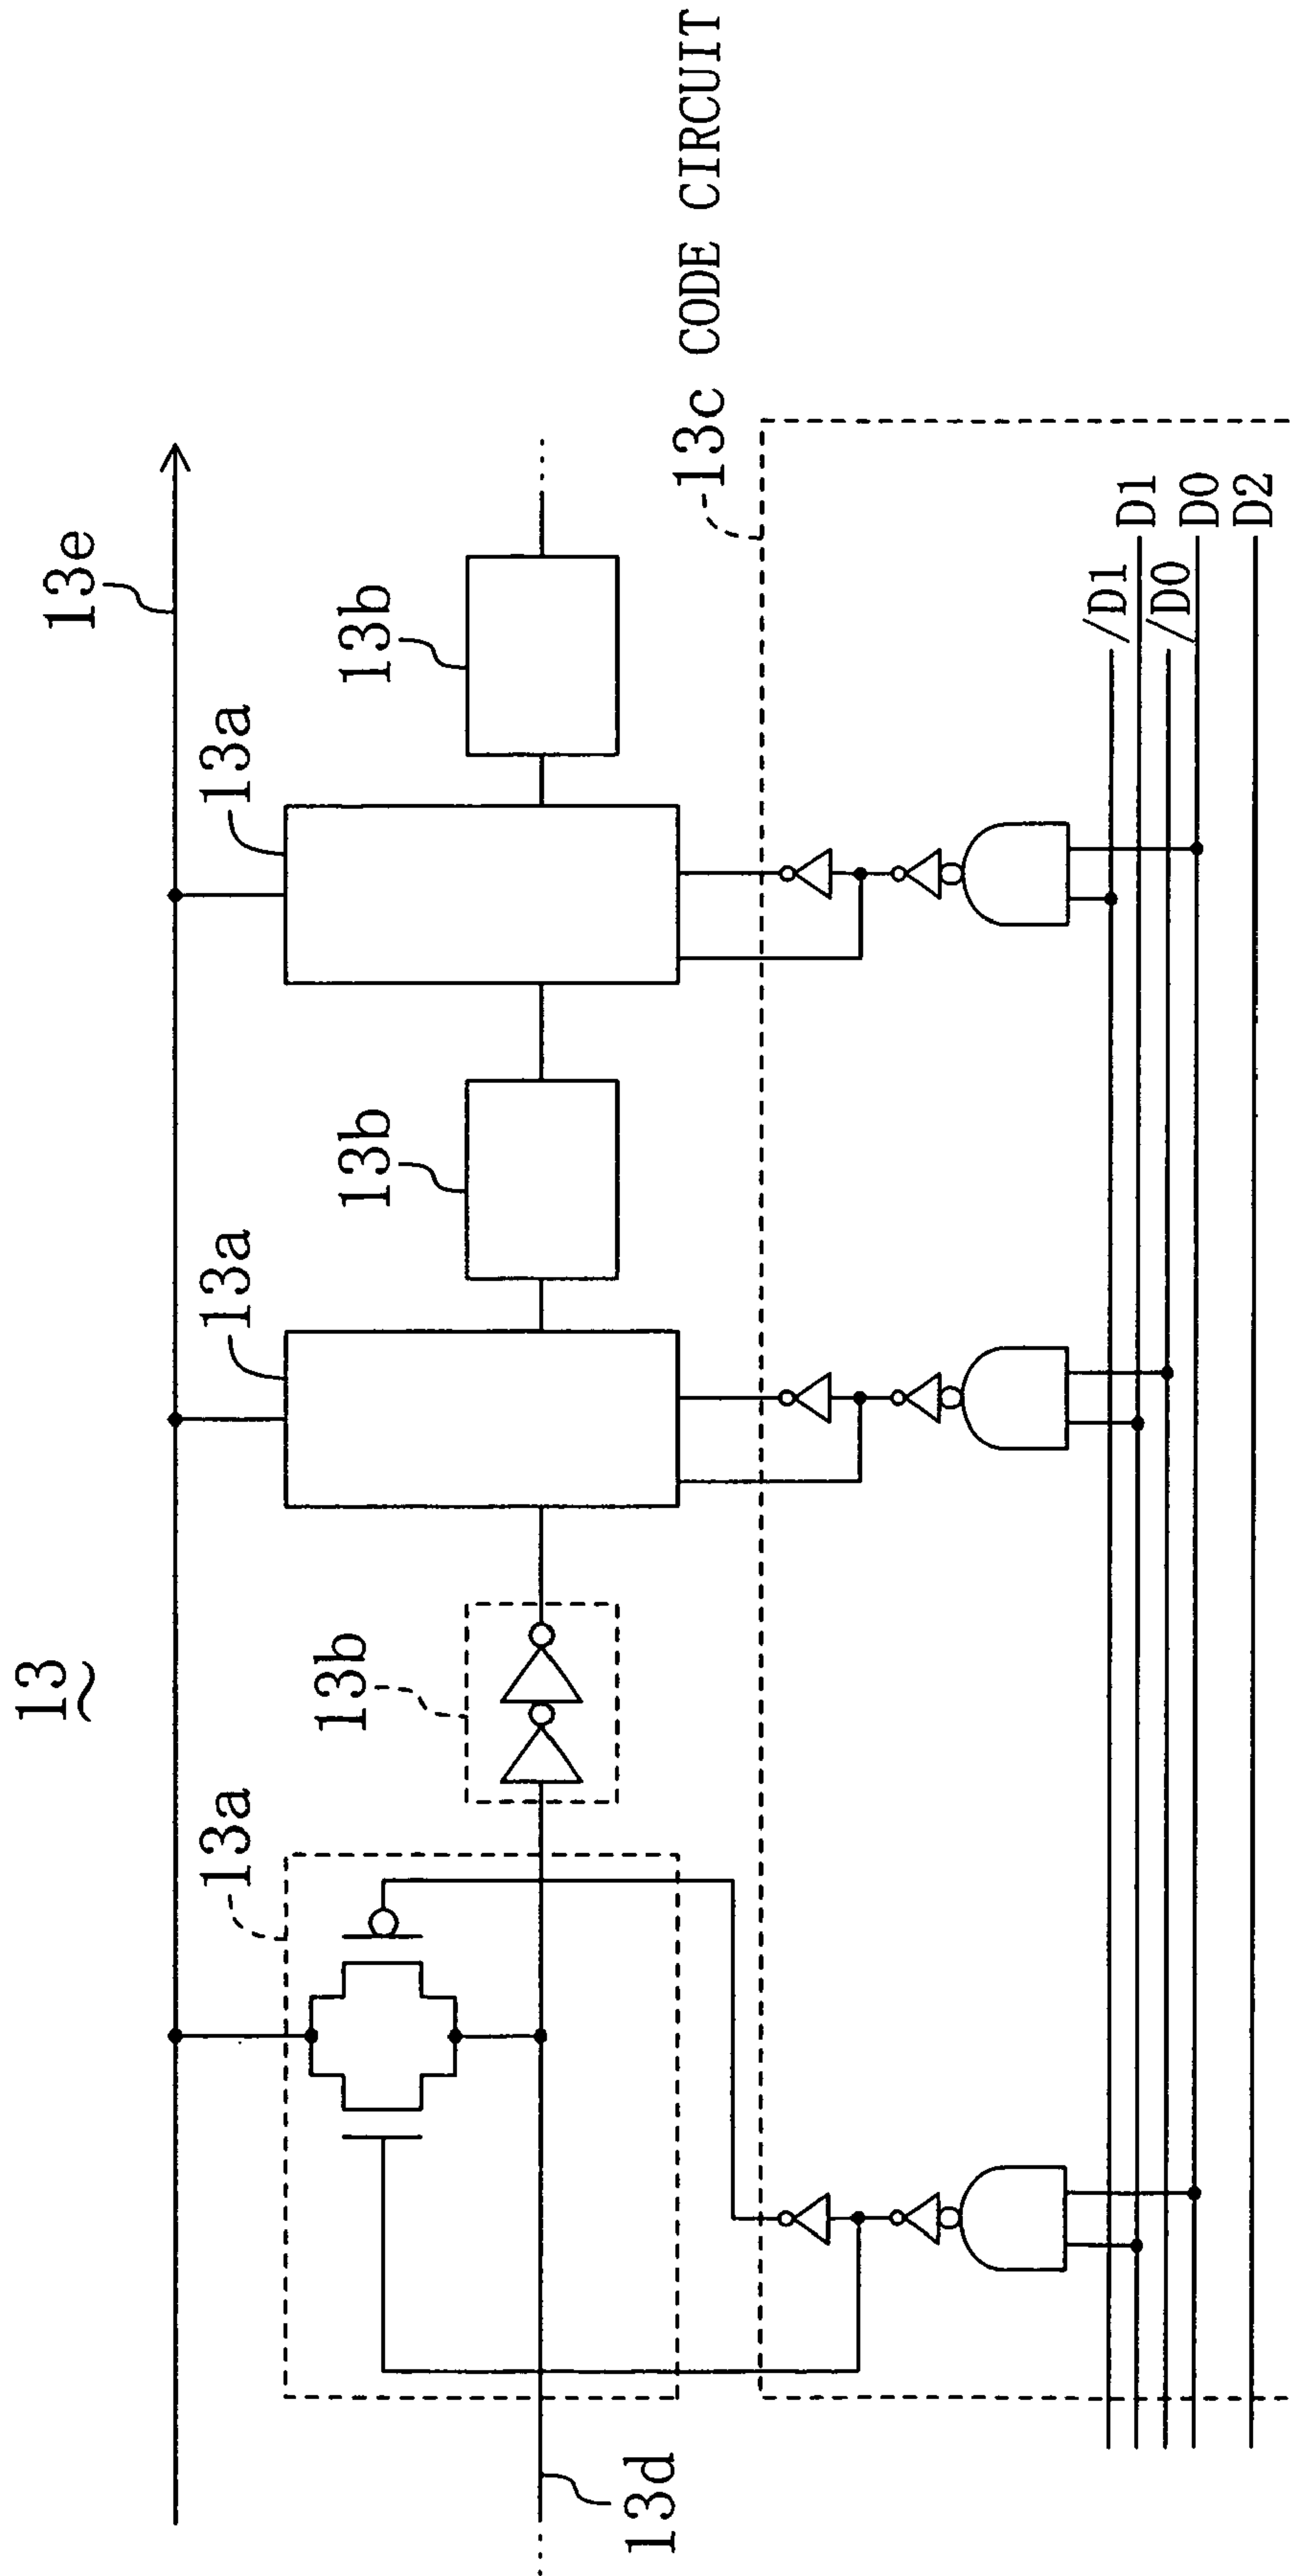 13
13e
13a
13b
13a
13b
13a
13b
13d
13c CODE CIRCUIT
/D1
D1
/D0
D0
D2